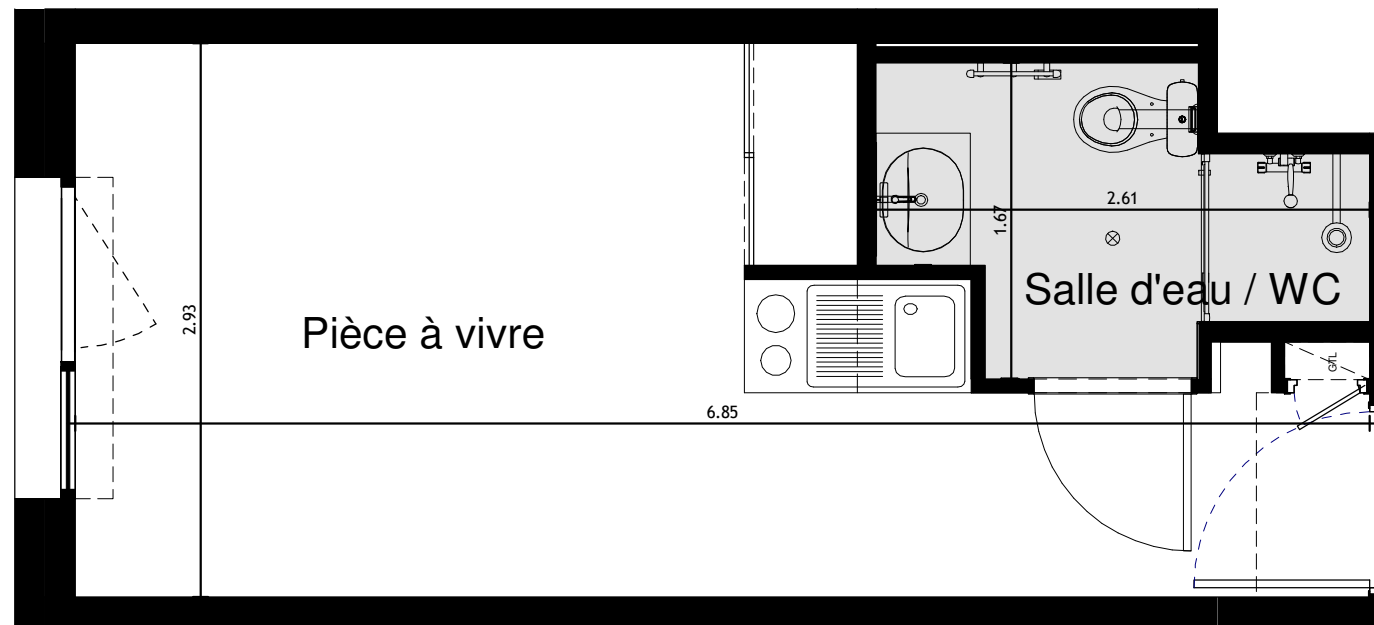 2.61
1.67
Salle d'eau / WC
2.93
Pièce à vivre
GTL
6.85